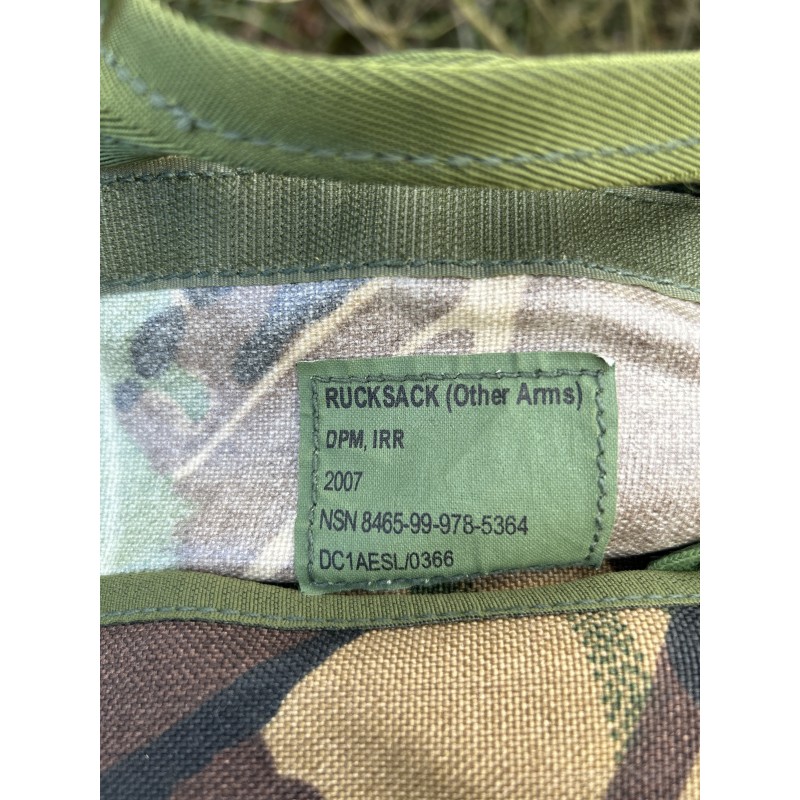 RUCKSACK (Other Arms)
DPM, IRR
2007
NSN 8465-99-978-5364
DC1AESL/0366